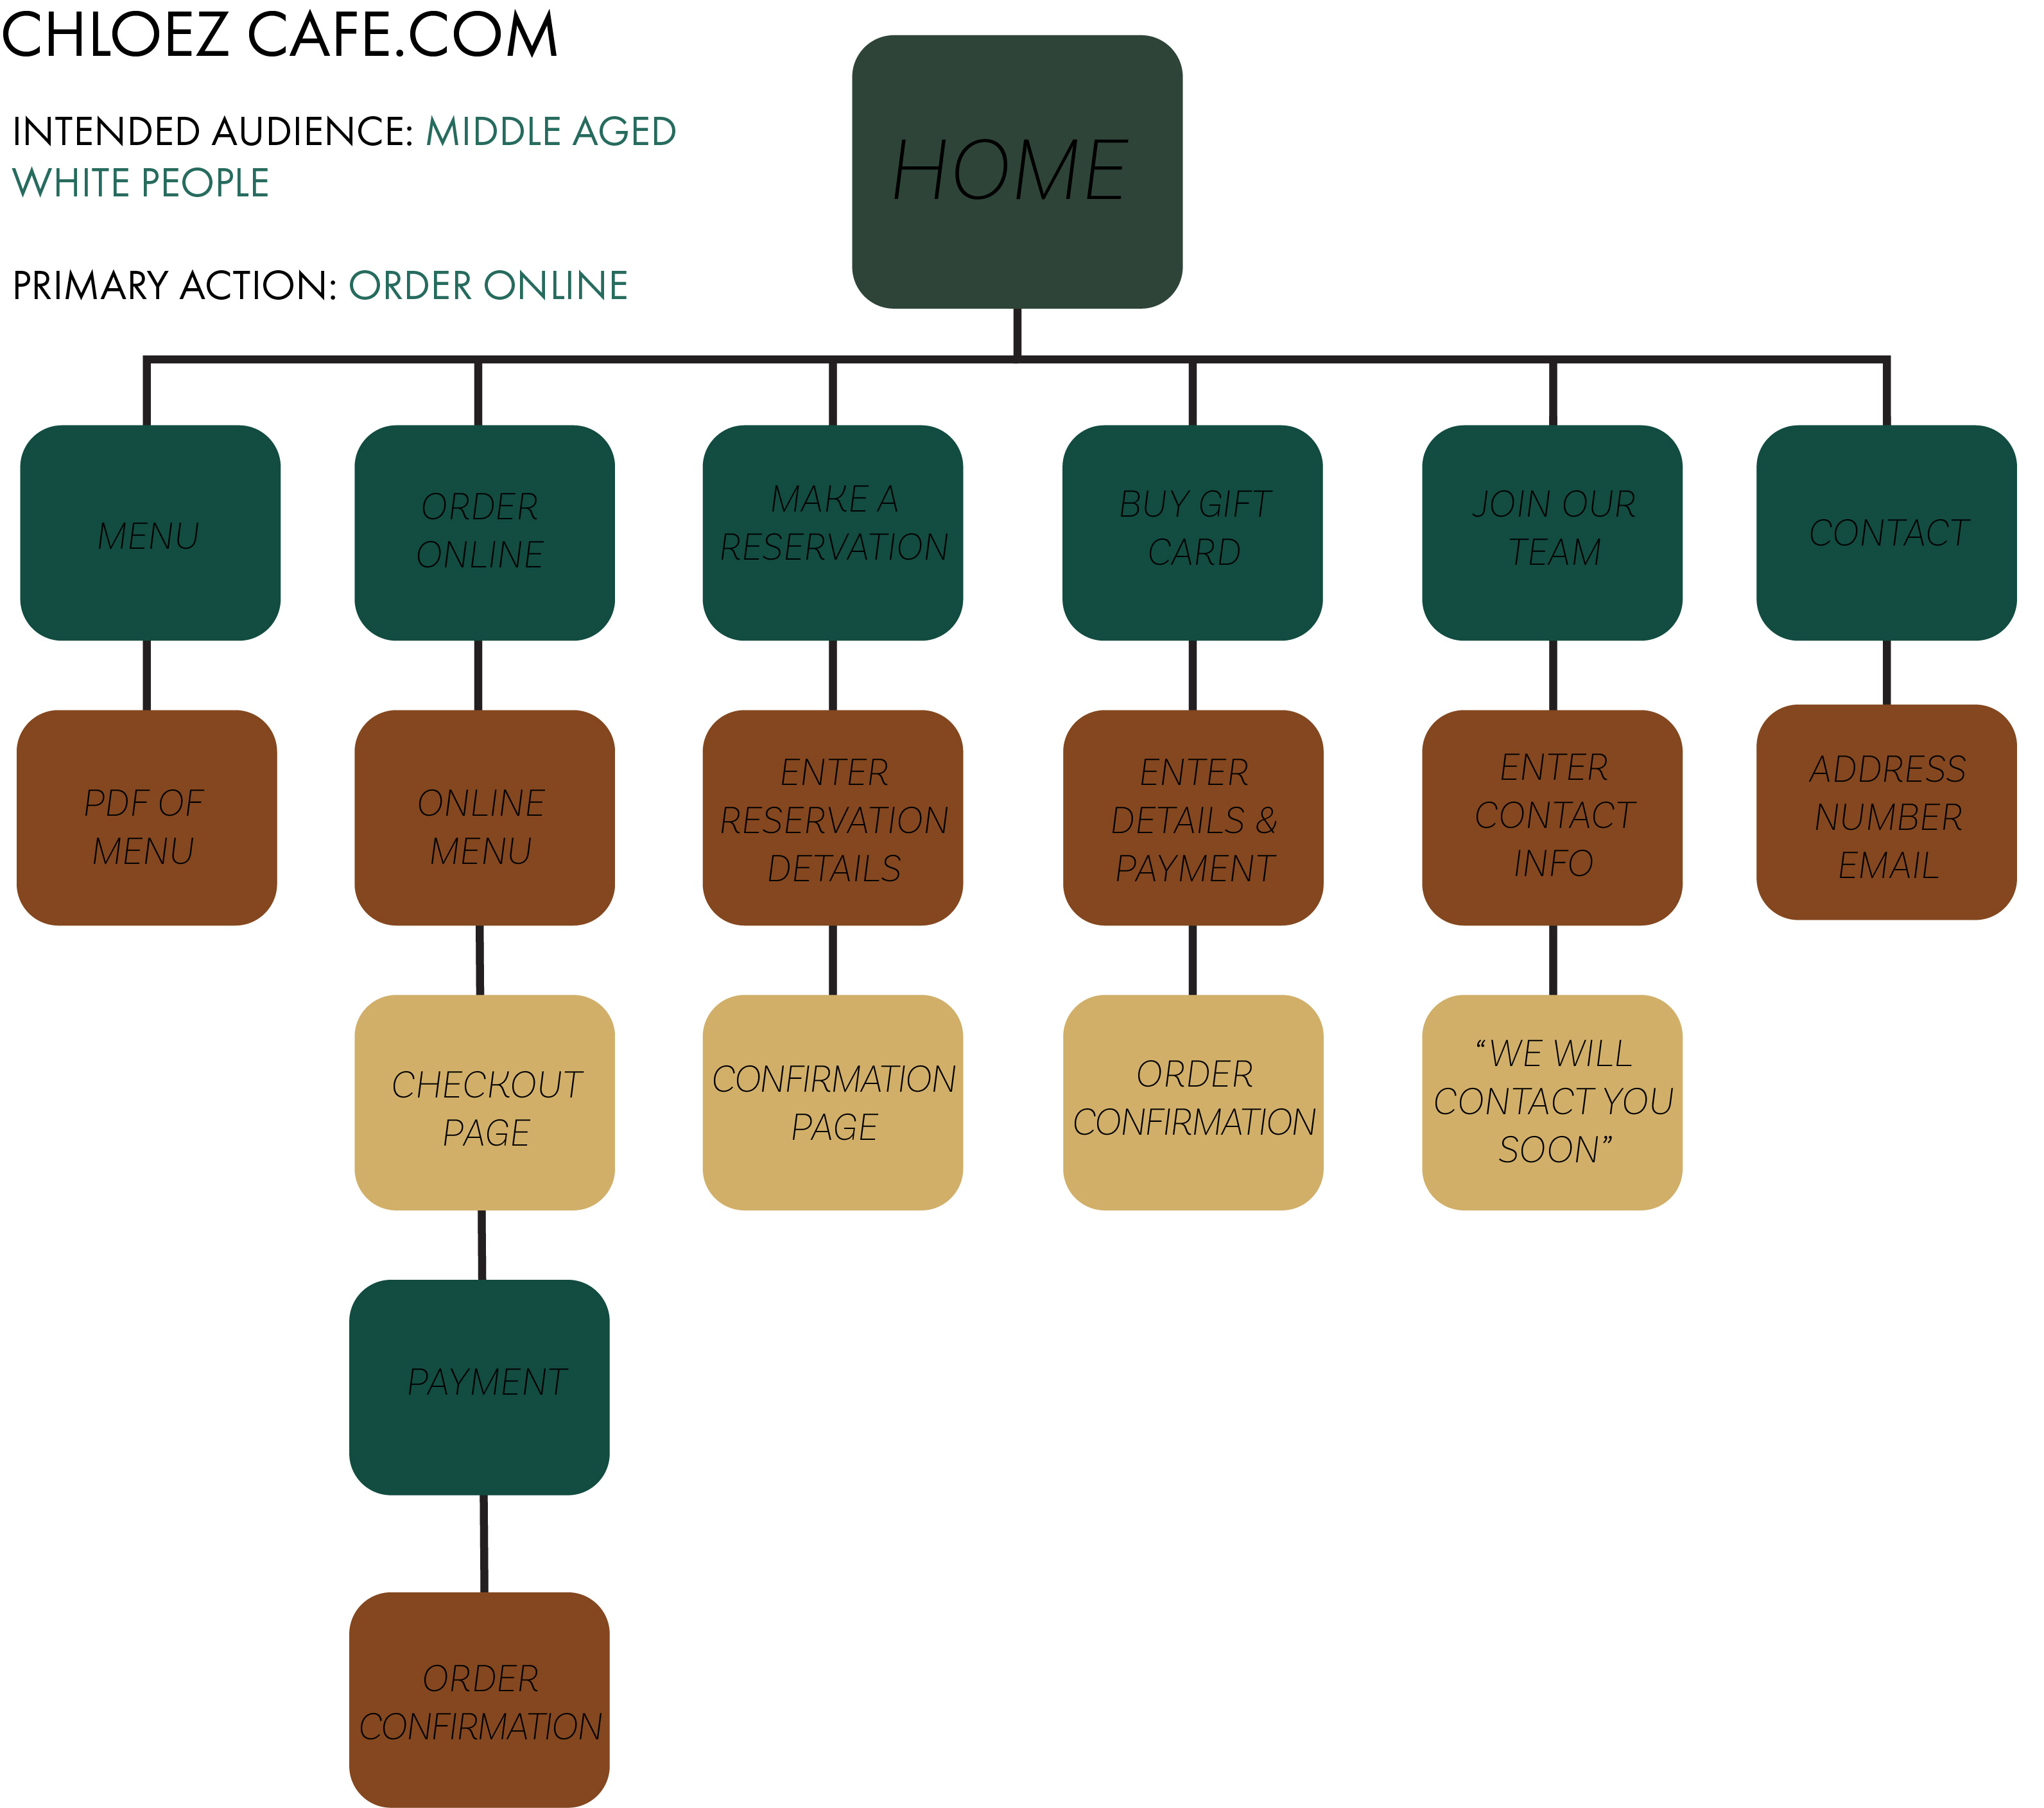 CHLOEZ CAFE.COM
INTENDED AUDIENCE: MIDDLE AGED
WHITE PEOPLE
PRIMARY ACTION: ORDER ONLINE
HOME
MENU
ORDER
ONLINE
MAKE A
RESERVATION
BUY GIFT
CARD
JOIN OUR
TEAM
CONTACT
PDF OF
MENU
ONLINE
MENU
ENTER
RESERVATION
DETAILS
ENTER
DETAILS &
PAYMENT
ENTER
CONTACT
INFO
ADDRESS
NUMBER
EMAIL
CHECKOUT
PAGE
CONFIRMATION
PAGE
ORDER
CONFIRMATION
“WE WILL
CONTACT YOU
SOON”
PAYMENT
ORDER
CONFIRMATION